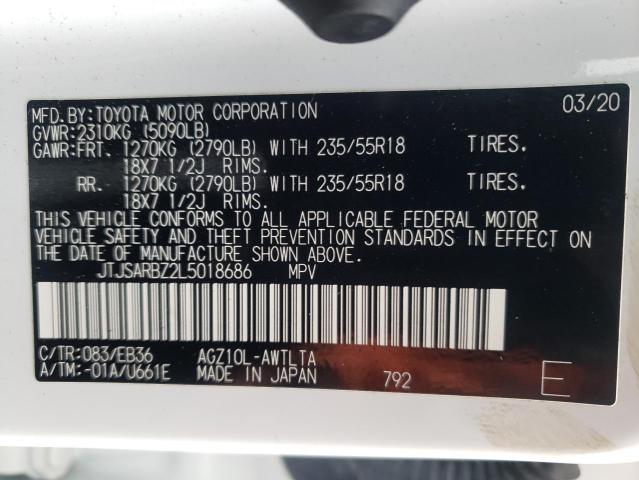 MFD.BY:TOYOTA MOTOR CORPORATION 03/20
GVWR:2310KG (5090LB)
GAWR:FRT. 1270KG (2790LB) WITH 235/55R18 TIRES.
18X7 1/2J RIMS.
RR. 1270KG (2790LB) WITH 235/55R18 TIRES.
18X7 1/2J RIMS.
THIS VEHICLE CONFORMS TO ALL APPLICABLE FEDERAL MOTOR
VEHICLE SAFETY AND THEFT PREVENTION STANDARDS IN EFFECT ON
THE DATE OF MANUFACTURE SHOWN ABOVE.
JTJSARBZ2L5018686 MPV
C/TR:083/EB36 AGZ10L-AWTLTA
A/TM:-01A/U661E MADE IN JAPAN 792 E